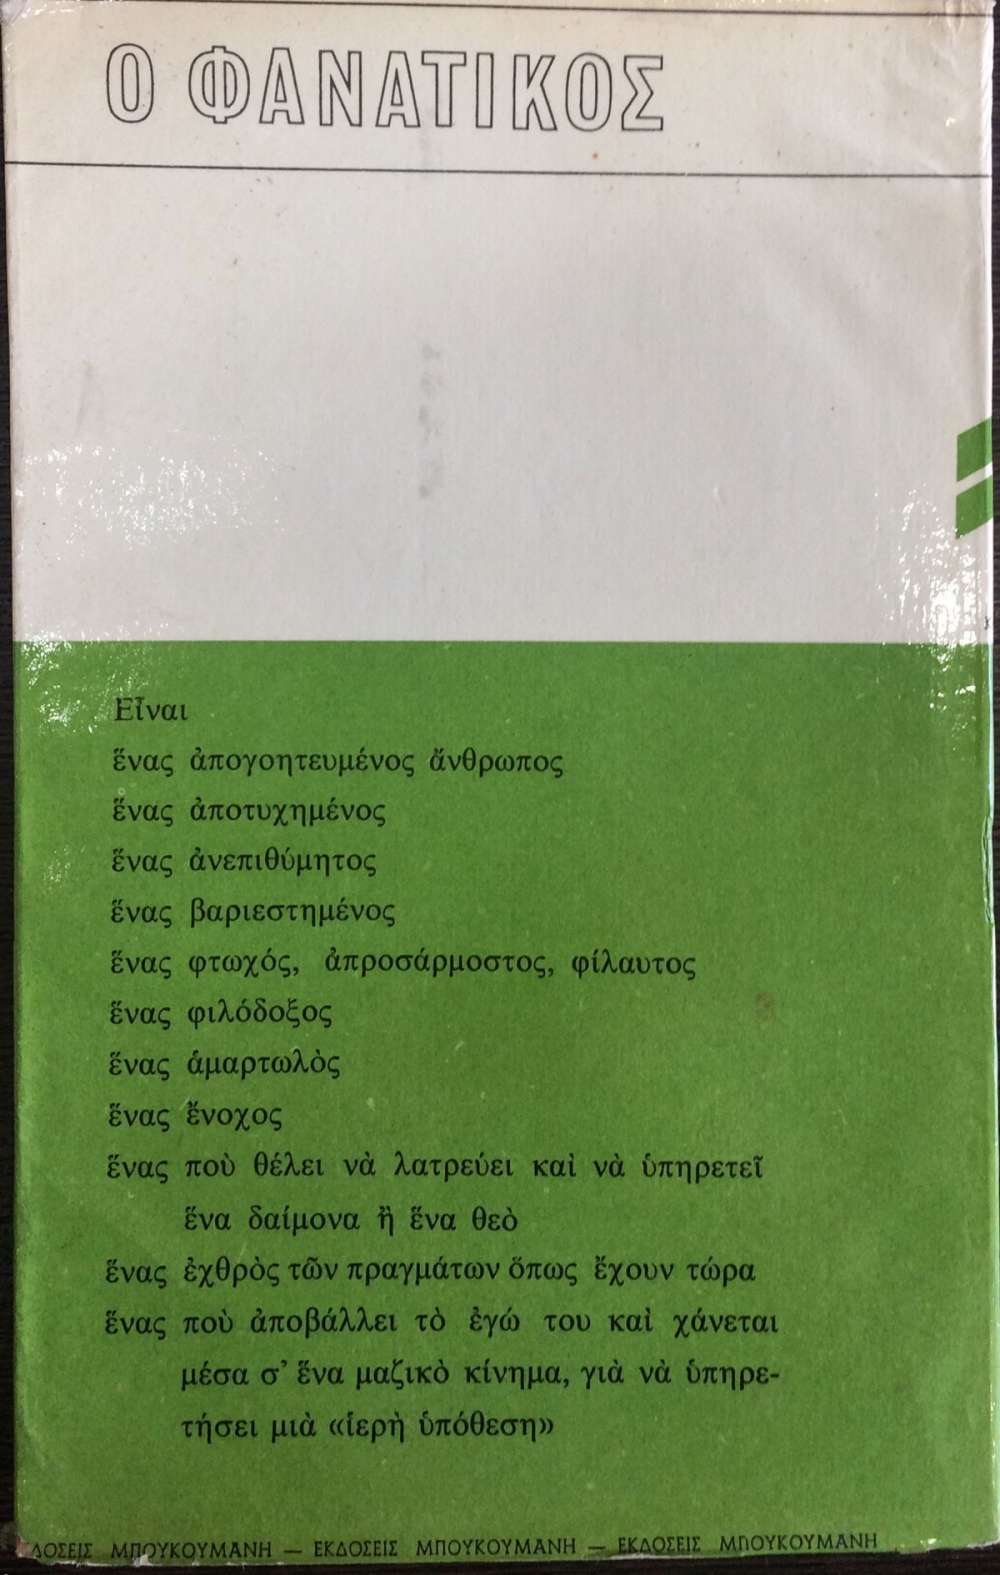 Ο ΦΑΝΑΤΙΚΟΣ
Εἶναι
ἕνας ἀπογοητευμένος ἄνθρωπος
ἕνας ἀποτυχημένος
ἕνας ἀνεπιθύμητος
ἕνας βαριεστημένος
ἕνας φτωχός, ἀπροσάρμοστος, φίλαυτος
ἕνας φιλόδοξος
ἕνας ἁμαρτωλὸς
ἕνας ἔνοχος
ἕνας ποὺ θέλει νὰ λατρεύει καὶ νὰ ὑπηρετεῖ
ἕνα δαίμονα ἢ ἕνα θεὸ
ἕνας ἐχθρὸς τῶν πραγμάτων ὅπως ἔχουν τώρα
ἕνας ποὺ ἀποβάλλει τὸ ἐγώ του καὶ χάνεται
μέσα σ’ ἕνα μαζικὸ κίνημα, γιὰ νὰ ὑπηρε-
τήσει μιὰ «ἱερὴ ὑπόθεση»
ΔΟΣΕΙΣ ΜΠΟΥΚΟΥΜΑΝΗ — ΕΚΔΟΣΕΙΣ ΜΠΟΥΚΟΥΜΑΝΗ — ΕΚΔΟΣΕΙΣ ΜΠΟΥΚΟΥΜΑΝΗ